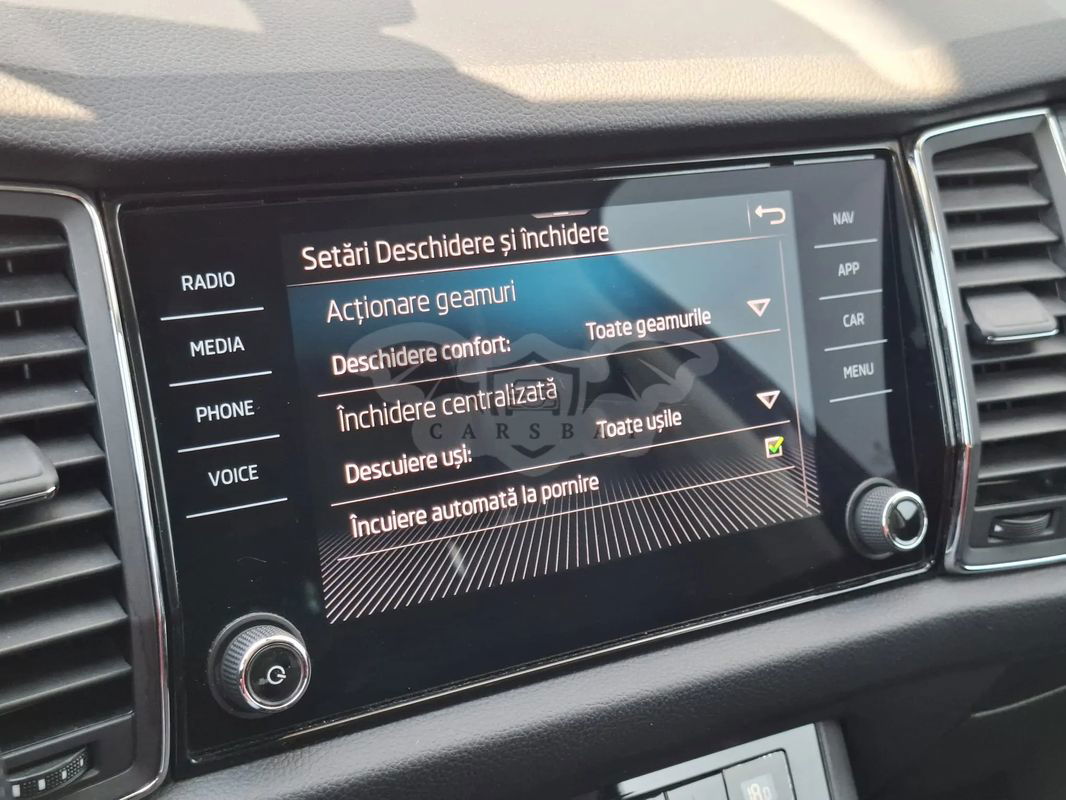 RADIO
MEDIA
PHONE
VOICE
Setări Deschidere și închidere
Acționare geamuri
Deschidere confort: Toate geamurile
Închidere centralizată
Descuiere uși: Toate ușile
Încuiere automată la pornire
NAV
APP
CAR
MENU